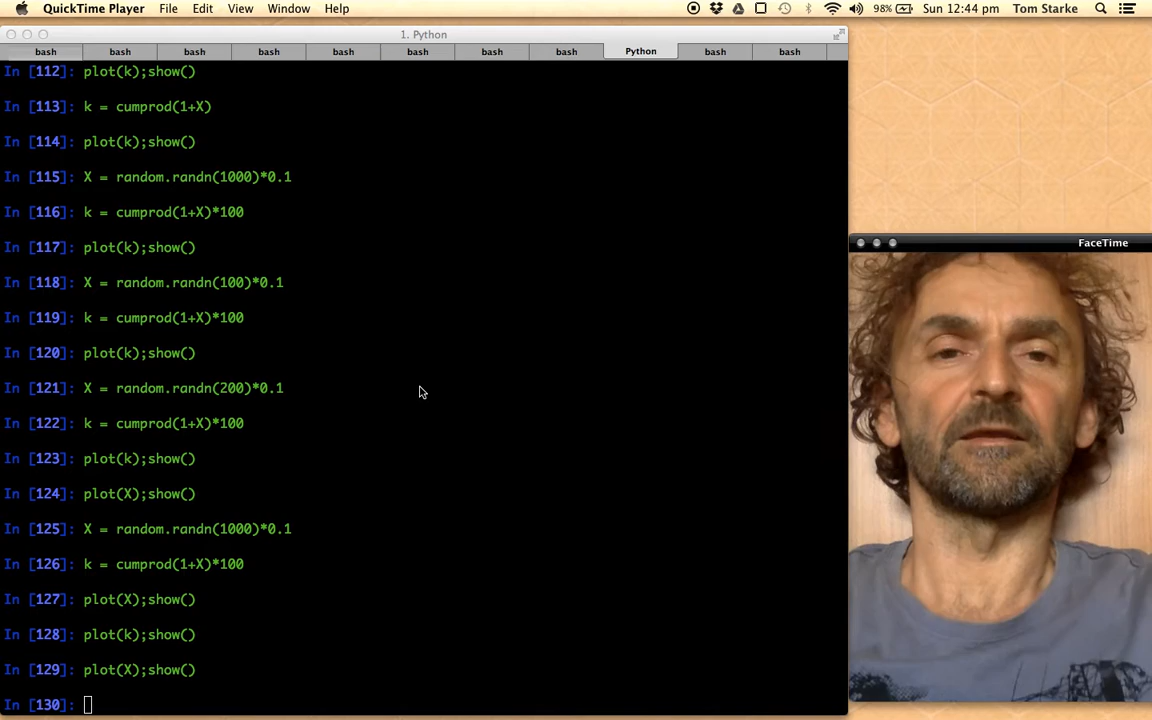 QuickTime Player File Edit View Window Help 98% Sun 12:44 pm Tom Starke
1. Python
bash bash bash bash bash bash bash bash Python bash bash
In [112]: plot(k);show()
In [113]: k = cumprod(1+X)
In [114]: plot(k);show()
In [115]: X = random.randn(1000)*0.1
In [116]: k = cumprod(1+X)*100
In [117]: plot(k);show()
In [118]: X = random.randn(100)*0.1
In [119]: k = cumprod(1+X)*100
In [120]: plot(k);show()
In [121]: X = random.randn(200)*0.1
In [122]: k = cumprod(1+X)*100
In [123]: plot(k);show()
In [124]: plot(X);show()
In [125]: X = random.randn(1000)*0.1
In [126]: k = cumprod(1+X)*100
In [127]: plot(X);show()
In [128]: plot(k);show()
In [129]: plot(X);show()
In [130]:
FaceTime